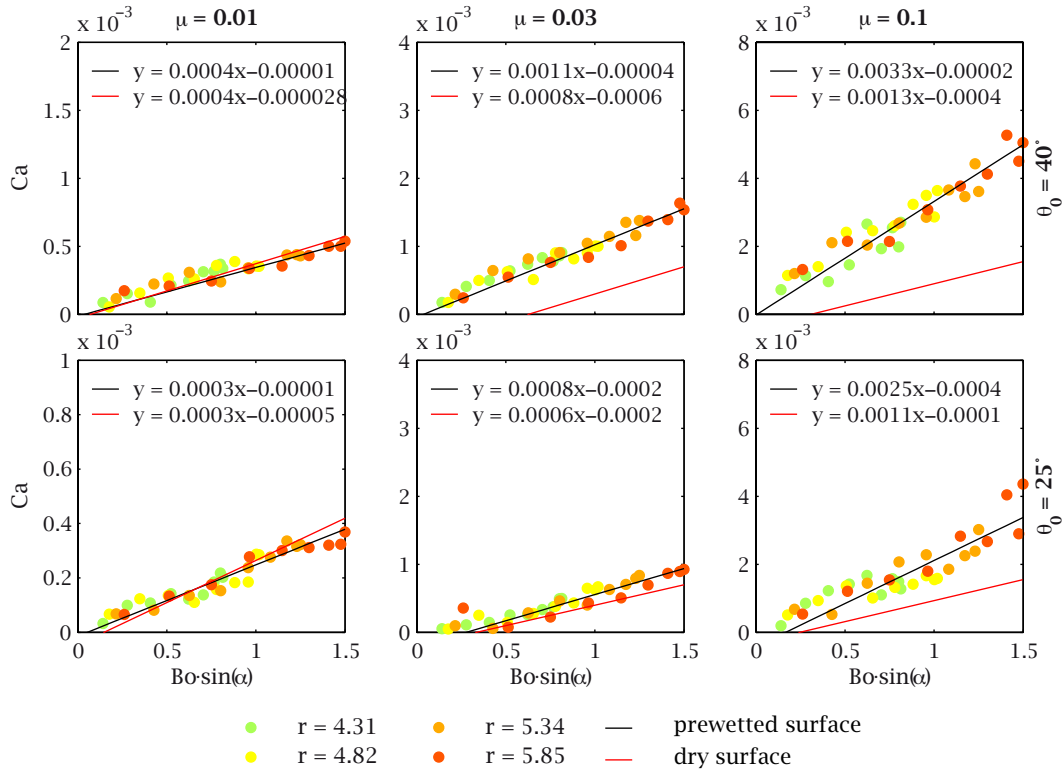 μ = 0.01
μ = 0.03
μ = 0.1
x 10⁻³
x 10⁻³
x 10⁻³
2
1.5
1
0.5
0
Ca
y = 0.0004x–0.00001
y = 0.0004x–0.000028
4
3
2
1
0
y = 0.0011x–0.00004
y = 0.0008x–0.0006
8
6
4
2
0
y = 0.0033x–0.00002
y = 0.0013x–0.0004
θ₀ = 40°
x 10⁻³
x 10⁻³
x 10⁻³
1
0.8
0.6
0.4
0.2
0
Ca
y = 0.0003x–0.00001
y = 0.0003x–0.00005
0 0.5 1 1.5
Bo·sin(α)
4
3
2
1
0
y = 0.0008x–0.0002
y = 0.0006x–0.0002
0 0.5 1 1.5
Bo·sin(α)
8
6
4
2
0
y = 0.0025x–0.0004
y = 0.0011x–0.0001
0 0.5 1 1.5
Bo·sin(α)
θ₀ = 25°
r = 4.31
r = 5.34
prewetted surface
r = 4.82
r = 5.85
dry surface